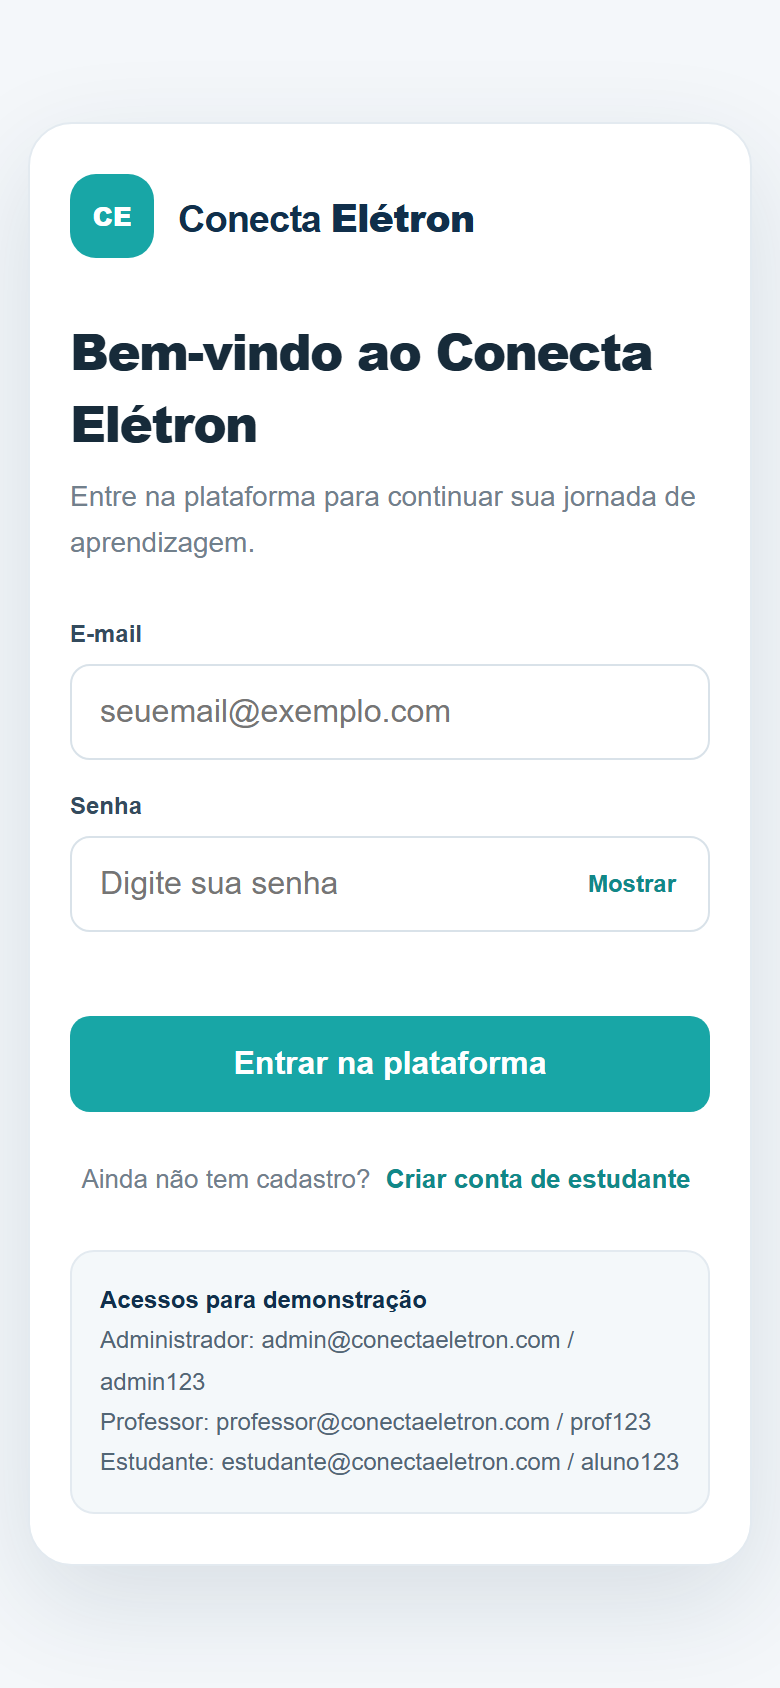 CE
Conecta Elétron
Bem-vindo ao Conecta
Elétron
Entre na plataforma para continuar sua jornada de
aprendizagem.
E-mail
seuemail@exemplo.com
Senha
Digite sua senha
Mostrar
Entrar na plataforma
Ainda não tem cadastro? Criar conta de estudante
Acessos para demonstração
Administrador: admin@conectaeletron.com /
admin123
Professor: professor@conectaeletron.com / prof123
Estudante: estudante@conectaeletron.com / aluno123